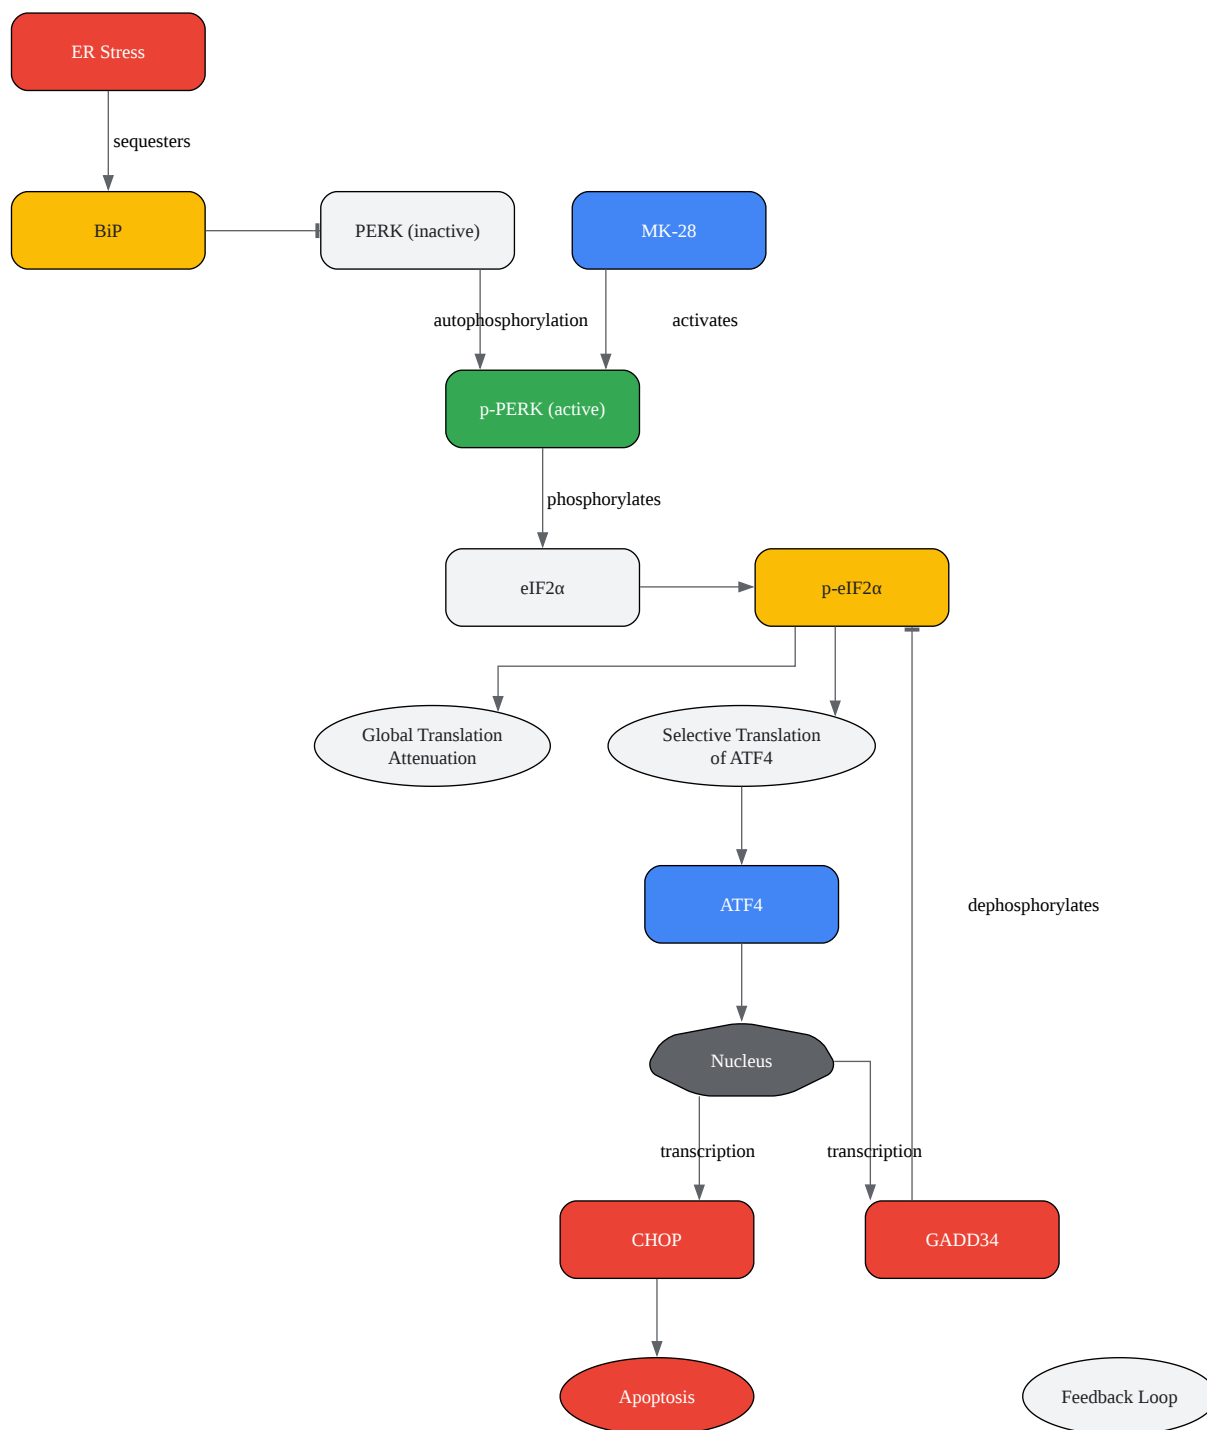 ER Stress
sequesters
BiP
PERK (inactive)
MK-28
autophosphorylation
activates
p-PERK (active)
phosphorylates
eIF2α
p-eIF2α
Global Translation
Attenuation
Selective Translation
of ATF4
ATF4
dephosphorylates
Nucleus
transcription
transcription
CHOP
GADD34
Apoptosis
Feedback Loop